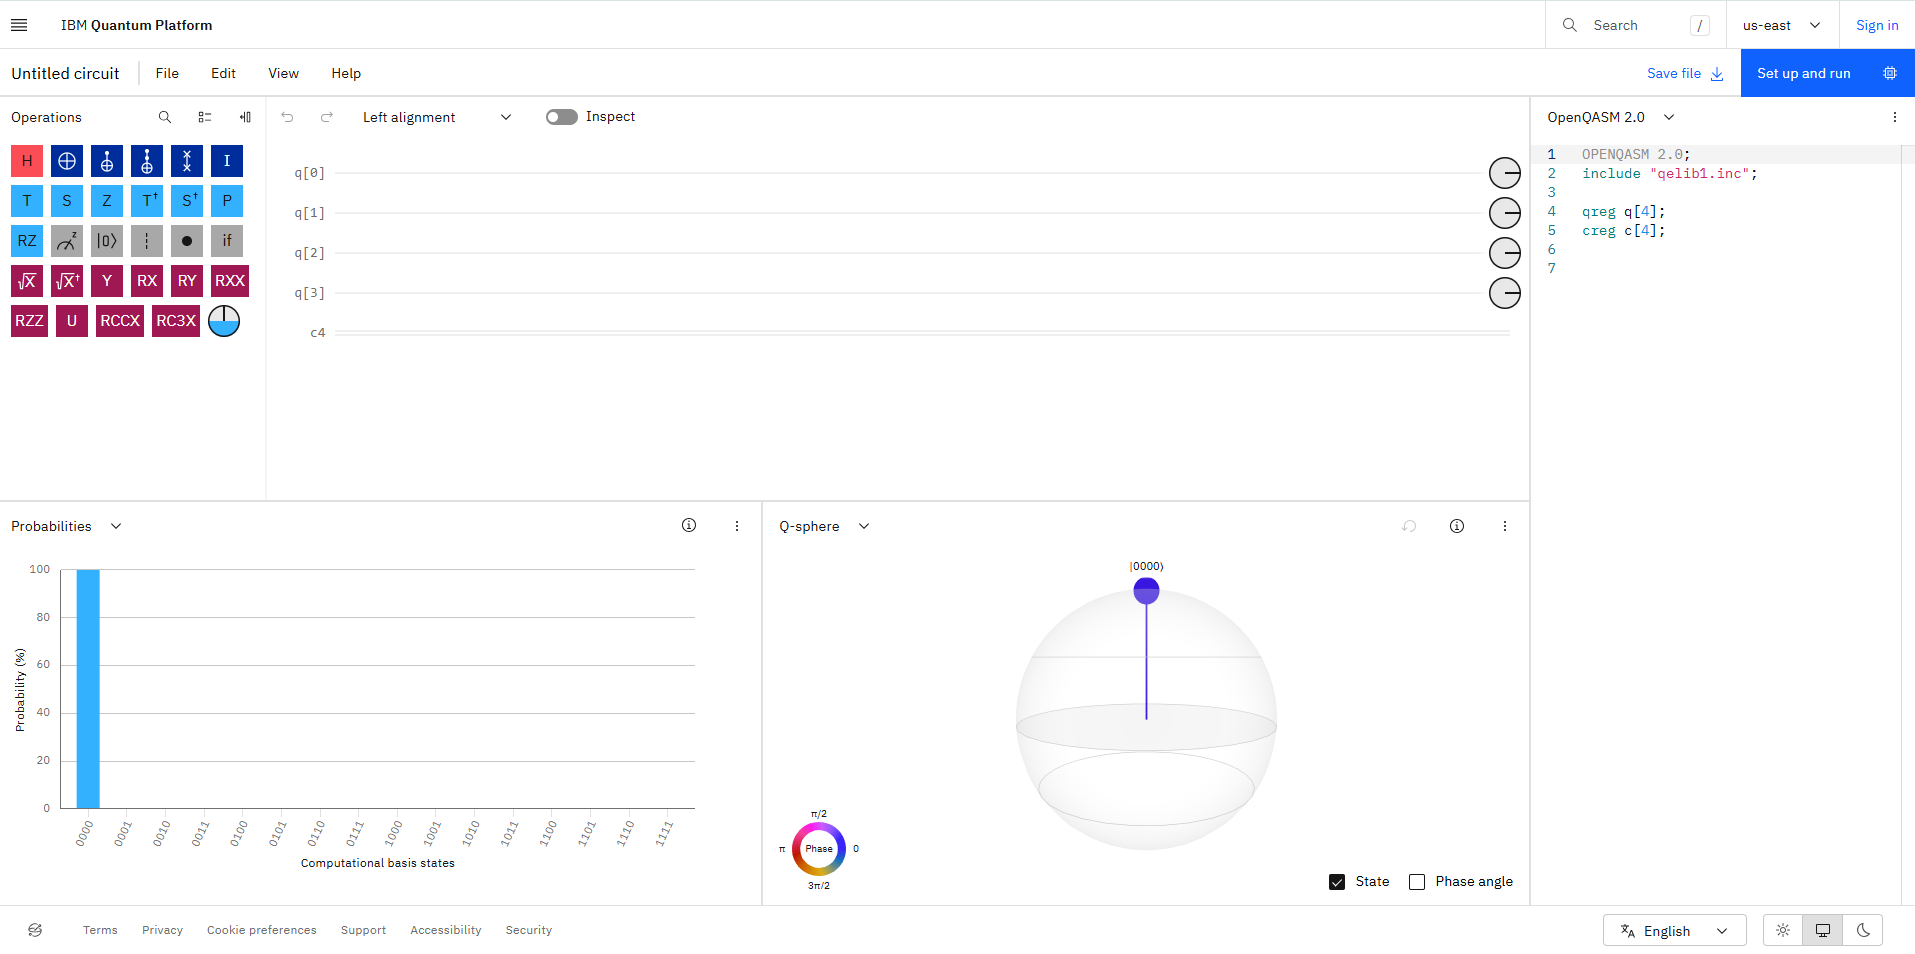 IBM Quantum Platform
Search
/
us-east
Sign in
Untitled circuit
File
Edit
View
Help
Save file
Set up and run
Operations
Left alignment
Inspect
OpenQASM 2.0
H
I
T S Z T† S† P
RZ z |0⟩ if
√X √X† Y RX RY RXX
RZZ U RCCX RC3X
q[0]
q[1]
q[2]
q[3]
c4
1 OPENQASM 2.0;
2 include "qelib1.inc";
3
4 qreg q[4];
5 creg c[4];
6
7
Probabilities
Probability (%)
100
80
60
40
20
0
0000 0001 0010 0011 0100 0101 0110 0111 1000 1001 1010 1011 1100 1101 1110 1111
Computational basis states
Q-sphere
|0000⟩
π/2
π Phase 0
3π/2
State
Phase angle
Terms
Privacy
Cookie preferences
Support
Accessibility
Security
English